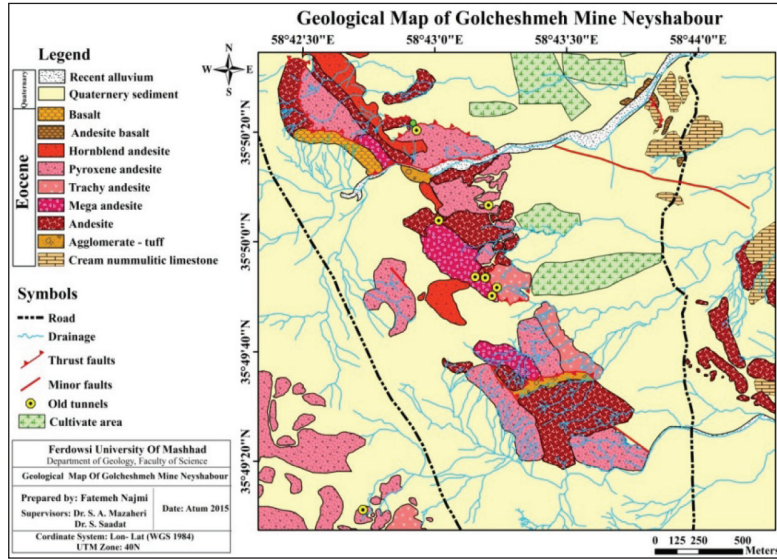 Geological Map of Golcheshmeh Mine Neyshabour
58°42'30"E
58°43'0"E
58°43'30"E
58°44'0"E
N
W
E
S
Legend
Quaternary
Recent alluvium
Quaternery sediment
Eocene
Basalt
Andesite basalt
Hornblend andesite
Pyroxene andesite
Trachy andesite
Mega andesite
Andesite
Agglomerate - tuff
Cream nummulitic limestone
35°50'20"N
35°50'0"N
35°49'40"N
35°49'20"N
Symbols
Road
Drainage
Thrust faults
Minor faults
Old tunnels
Cultivate area
Ferdowsi University Of Mashhad
Department of Geology, Faculty of Science
Geological Map Of Golcheshmeh Mine Neyshabour
Prepared by: Fatemeh Najmi
Supervisors: Dr. S. A. Mazaheri
Dr. S. Saadat
Date: Atum 2015
Cordinate System: Lon- Lat (WGS 1984)
UTM Zone: 40N
0 125 250 500
Meters